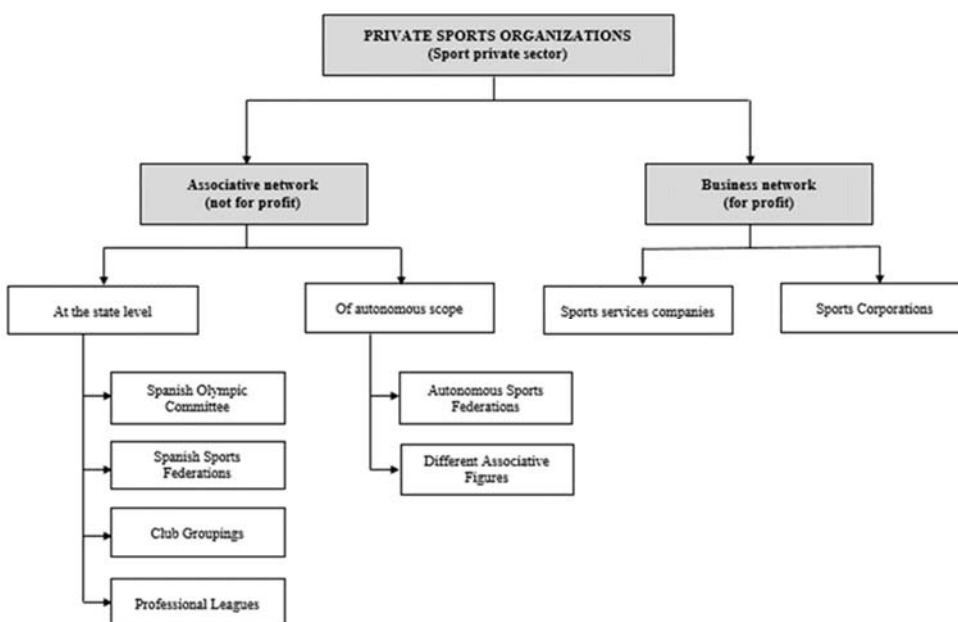 PRIVATE SPORTS ORGANIZATIONS
(Sport private sector)
Associative network
(not for profit)
Business network
(for profit)
At the state level
Of autonomous scope
Sports services companies
Sports Corporations
Spanish Olympic
Committee
Autonomous Sports
Federations
Spanish Sports
Federations
Different Associative
Figures
Club Groupings
Professional Leagues